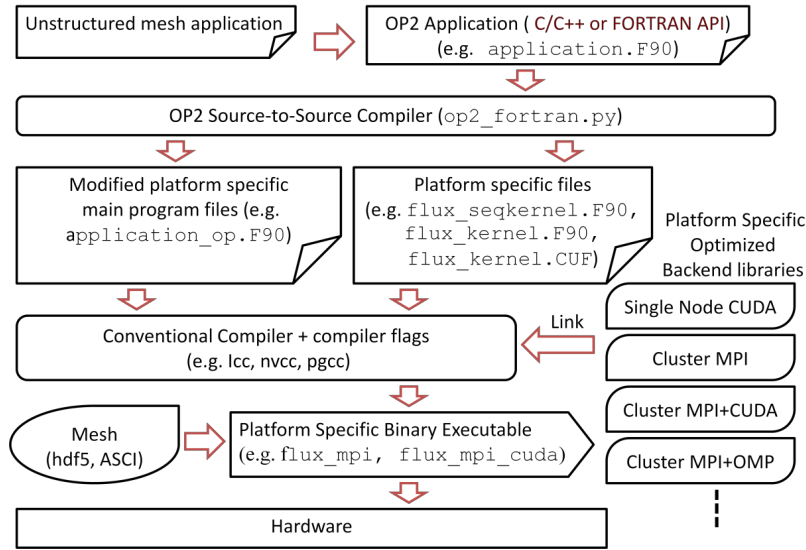 Unstructured mesh application
OP2 Application ( C/C++ or FORTRAN API)
(e.g. application.F90)
OP2 Source-to-Source Compiler (op2_fortran.py)
Modified platform specific
main program files (e.g.
application_op.F90)
Platform specific files
(e.g. flux_seqkernel.F90,
flux_kernel.F90,
flux_kernel.CUF)
Platform Specific
Optimized
Backend libraries
Single Node CUDA
Cluster MPI
Cluster MPI+CUDA
Cluster MPI+OMP
Link
Conventional Compiler + compiler flags
(e.g. Icc, nvcc, pgcc)
Mesh
(hdf5, ASCI)
Platform Specific Binary Executable
(e.g. flux_mpi, flux_mpi_cuda)
Hardware